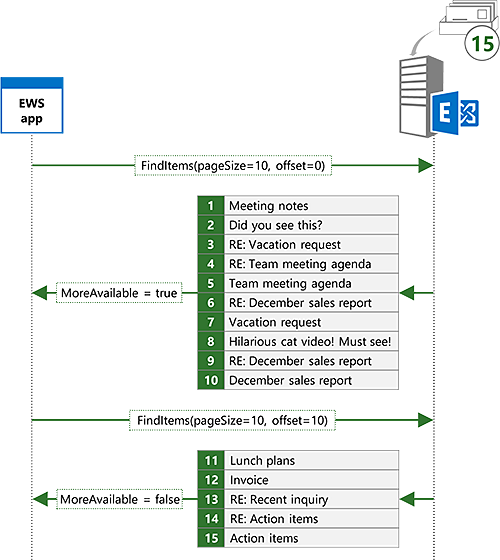 15
EWS
app
E
FindItems(pageSize=10, offset=0)
1 Meeting notes
2 Did you see this?
3 RE: Vacation request
4 RE: Team meeting agenda
MoreAvailable = true
5 Team meeting agenda
6 RE: December sales report
7 Vacation request
8 Hilarious cat video! Must see!
9 RE: December sales report
10 December sales report
FindItems(pageSize=10, offset=10)
11 Lunch plans
12 Invoice
MoreAvailable = false
13 RE: Recent inquiry
14 RE: Action items
15 Action items